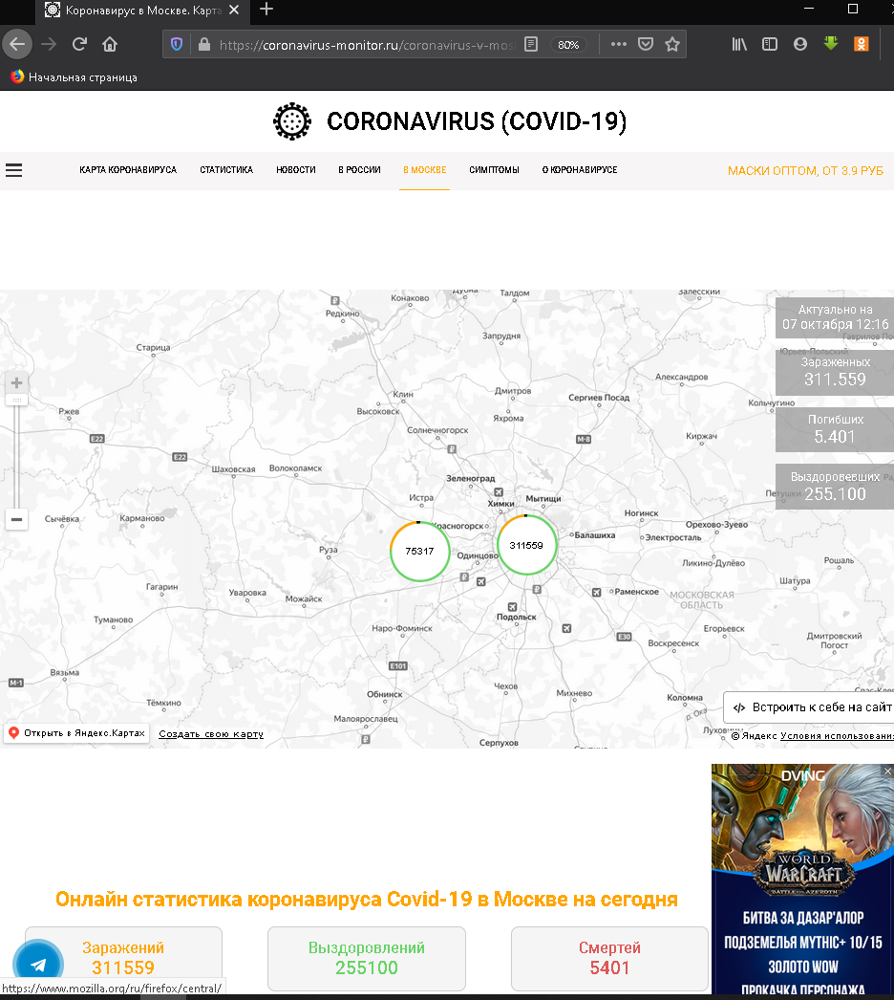 Коронавирус в Москве. Карта
https://coronavirus-monitor.ru/coronavirus-v-mos
80%
Начальная страница
CORONAVIRUS (COVID-19)
КАРТА КОРОНАВИРУСА СТАТИСТИКА НОВОСТИ В РОССИИ В МОСКВЕ СИМПТОМЫ О КОРОНАВИРУСЕ
МАСКИ ОПТОМ, ОТ 3.9 РУБ
Конаково
Дубна
Талдом
Залесский
Редкино
Актуально на
07 октября 12:16
Запрудня
Старица
Юрьев-Польский
Зараженных
311.559
Александров
Клин
Дмитров
Сергиев Посад
Кольчугино
Ржев
Высоковск
Яхрома
Погибших
5.401
Солнечногорск
E22
М-8
Киржач
E22
Шаховская
Волоколамск
Зеленоград
Выздоровевших
255.100
Истра
Химки
Мытищи
Петушки
Сычёвка
Карманово
Ногинск
Красногорск
Балашиха
Электросталь
Орехово-Зуево
Руза
75317
311559
Одинцово
Ликино-Дулёво
Рошаль
Шатура
Гагарин
Уваровка
Можайск
Раменское
МОСКОВСКАЯ
ОБЛАСТЬ
Туманово
Подольск
Наро-Фоминск
E30
Егорьевск
Воскресенск
Дмитровский
Погост
E101
Вязьма
М-1
Обнинск
Чехов
Михнево
Коломна
Тёмкино
р. Ока
Малоярославец
Серпухов
Встроить к себе на сайт
Открыть в Яндекс.Картах
Создать свою карту
© Яндекс Условия использовани
DVING
WORLD
WARCRAFT
BATTLE FOR AZEROTH
БИТВА ЗА ДАЗАР'АЛОР
ПОДЗЕМЕЛЬЯ MYTHIC+ 10/15
ЗОЛОТО WOW
ПРОКАЧКА ПЕРСОНАЖА
Онлайн статистика коронавируса Covid-19 в Москве на сегодня
Заражений
311559
Выздоровлений
255100
Смертей
5401
https://www.mozilla.org/ru/firefox/central/